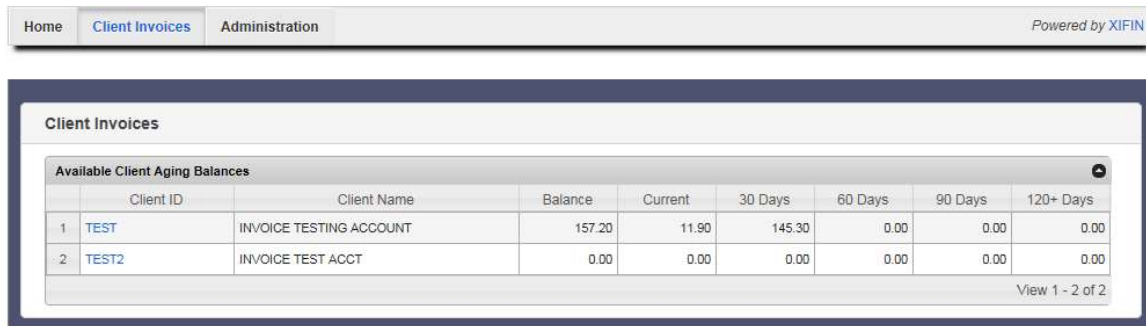 Home Client Invoices Administration Powered by XIFIN
Client Invoices
Available Client Aging Balances
Client ID Client Name Balance Current 30 Days 60 Days 90 Days 120+ Days
1 TEST INVOICE TESTING ACCOUNT 157.20 11.90 145.30 0.00 0.00 0.00
2 TEST2 INVOICE TEST ACCT 0.00 0.00 0.00 0.00 0.00 0.00
View 1 - 2 of 2